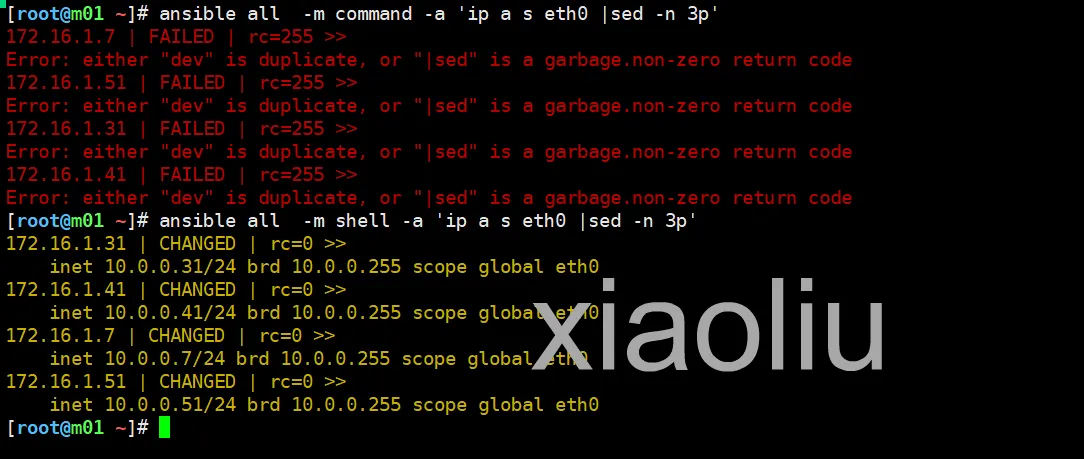 [root@m01 ~]# ansible all  -m command -a 'ip a s eth0 |sed -n 3p'
172.16.1.7 | FAILED | rc=255 >>
Error: either "dev" is duplicate, or "|sed" is a garbage.non-zero return code
172.16.1.51 | FAILED | rc=255 >>
Error: either "dev" is duplicate, or "|sed" is a garbage.non-zero return code
172.16.1.31 | FAILED | rc=255 >>
Error: either "dev" is duplicate, or "|sed" is a garbage.non-zero return code
172.16.1.41 | FAILED | rc=255 >>
Error: either "dev" is duplicate, or "|sed" is a garbage.non-zero return code
[root@m01 ~]# ansible all  -m shell -a 'ip a s eth0 |sed -n 3p'
172.16.1.31 | CHANGED | rc=0 >>
    inet 10.0.0.31/24 brd 10.0.0.255 scope global eth0
172.16.1.41 | CHANGED | rc=0 >>
    inet 10.0.0.41/24 brd 10.0.0.255 scope global eth0
172.16.1.7 | CHANGED | rc=0 >>
    inet 10.0.0.7/24 brd 10.0.0.255 scope global eth0
172.16.1.51 | CHANGED | rc=0 >>
    inet 10.0.0.51/24 brd 10.0.0.255 scope global eth0
[root@m01 ~]#
xiaoliu